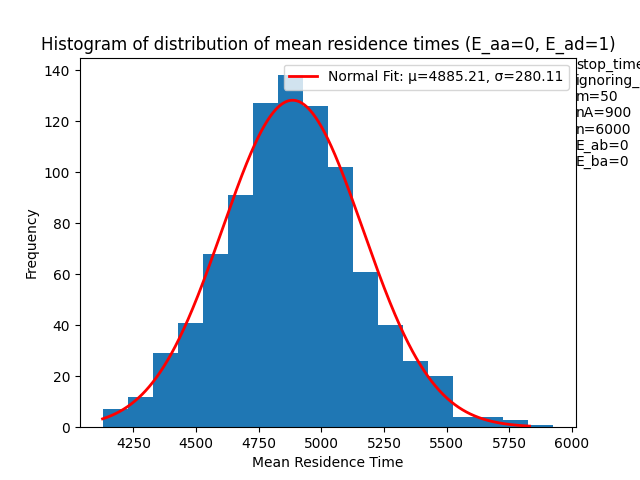 Histogram of distribution of mean residence times (E_aa=0, E_ad=1)
Normal Fit: μ=4885.21, σ=280.11
stop_time
ignoring_
m=50
nA=900
n=6000
E_ab=0
E_ba=0
Frequency
140
120
100
80
60
40
20
0
4250 4500 4750 5000 5250 5500 5750 6000
Mean Residence Time